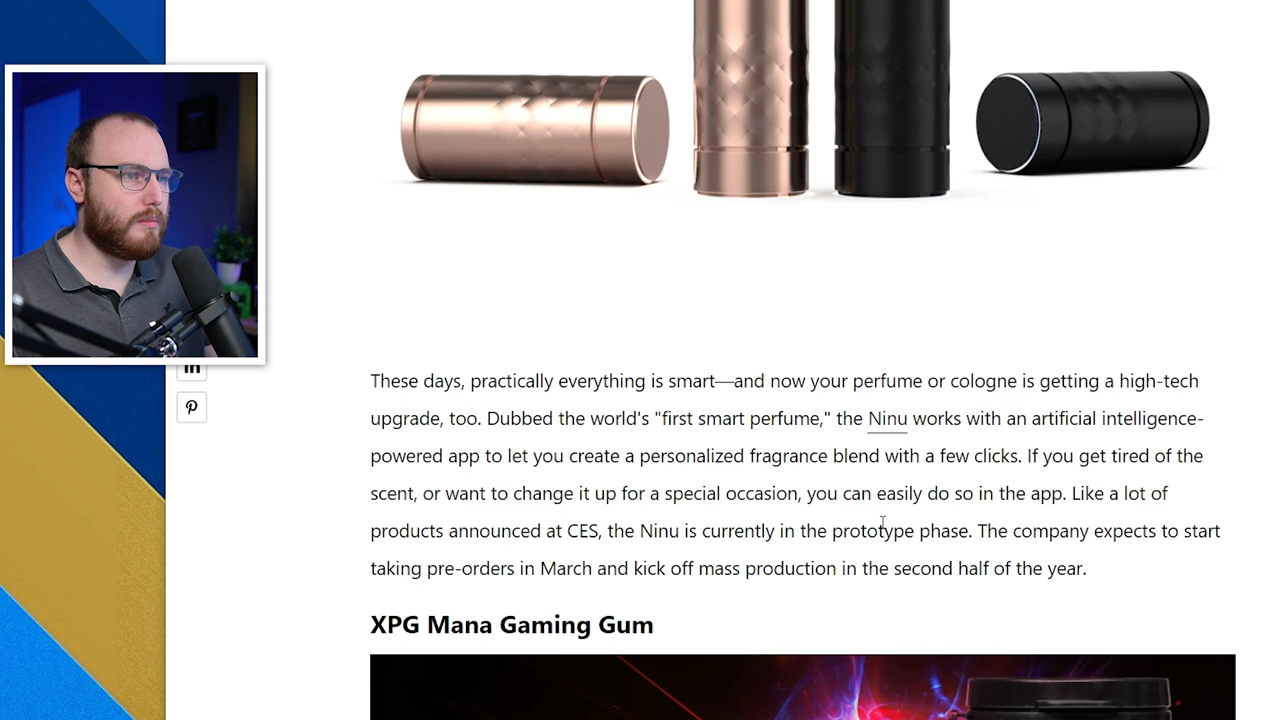 in
These days, practically everything is smart—and now your perfume or cologne is getting a high-tech
upgrade, too. Dubbed the world's "first smart perfume," the Ninu works with an artificial intelligence-
powered app to let you create a personalized fragrance blend with a few clicks. If you get tired of the
scent, or want to change it up for a special occasion, you can easily do so in the app. Like a lot of
products announced at CES, the Ninu is currently in the prototype phase. The company expects to start
taking pre-orders in March and kick off mass production in the second half of the year.
XPG Mana Gaming Gum